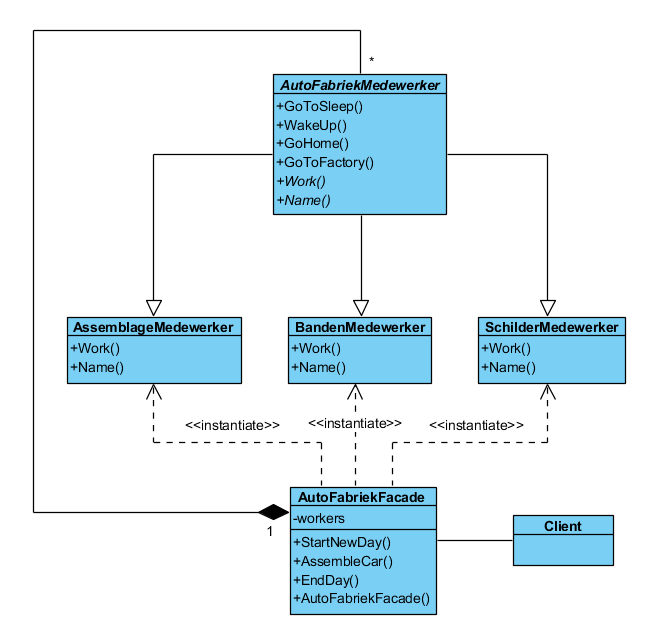 *
AutoFabriekMedewerker
+GoToSleep()
+WakeUp()
+GoHome()
+GoToFactory()
+Work()
+Name()
AssemblageMedewerker
+Work()
+Name()
BandenMedewerker
+Work()
+Name()
SchilderMedewerker
+Work()
+Name()
<<instantiate>>
<<instantiate>>
<<instantiate>>
AutoFabriekFacade
-workers
+StartNewDay()
+AssembleCar()
+EndDay()
+AutoFabriekFacade()
1
Client